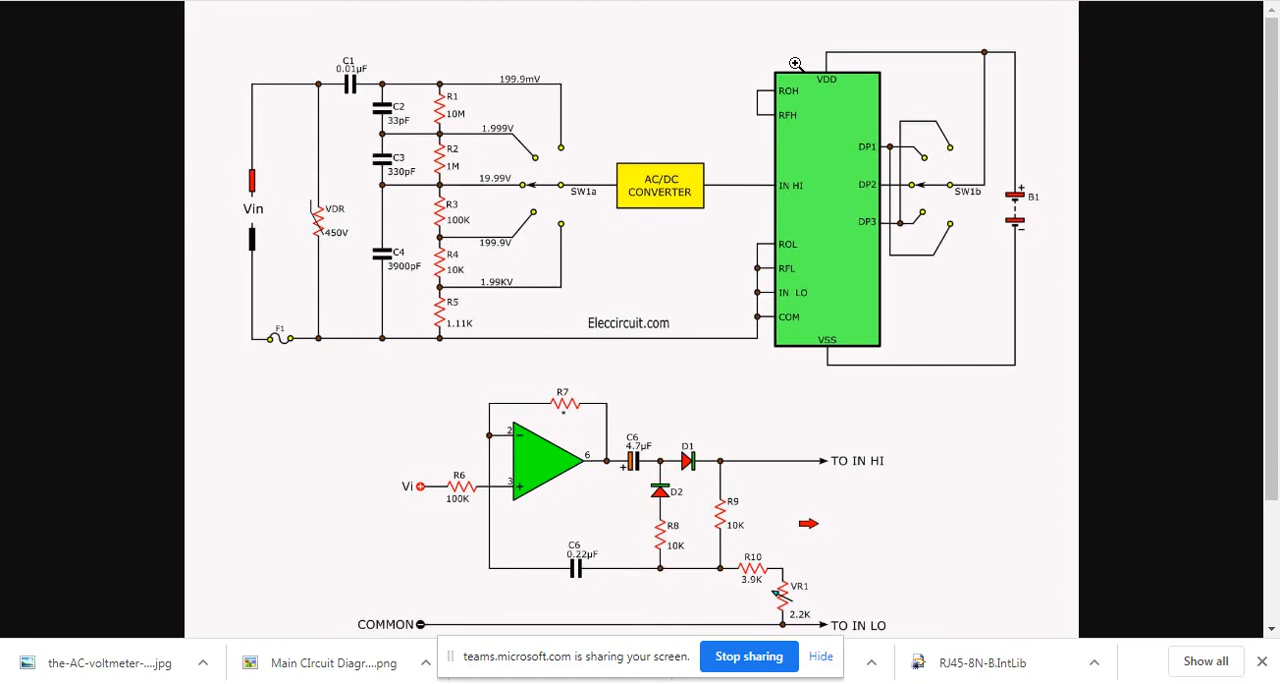 C1
0.01µF
199.9mV
VDD
C2
33pF
R1
10M
ROH
RFH
1.999V
C3
330pF
R2
1M
DP1
19.99V
SW1a
AC/DC
CONVERTER
IN HI
DP2
SW1b
B1
+
−
Vin
VDR
450V
R3
100K
DP3
199.9V
C4
3900pF
R4
10K
ROL
RFL
1.99KV
IN LO
R5
1.11K
COM
F1
Eleccircuit.com
VSS
R7
*
2
−
C6
4.7µF
+
D1
6
TO IN HI
Vi
R6
100K
3
+
D2
R9
10K
R8
10K
C6
0.22µF
R10
3.9K
VR1
2.2K
COMMON
TO IN LO
teams.microsoft.com is sharing your screen.
Stop sharing
Hide
the-AC-voltmeter-....jpg
Main CIrcuit Diagr....png
RJ45-8N-B.IntLib
Show all